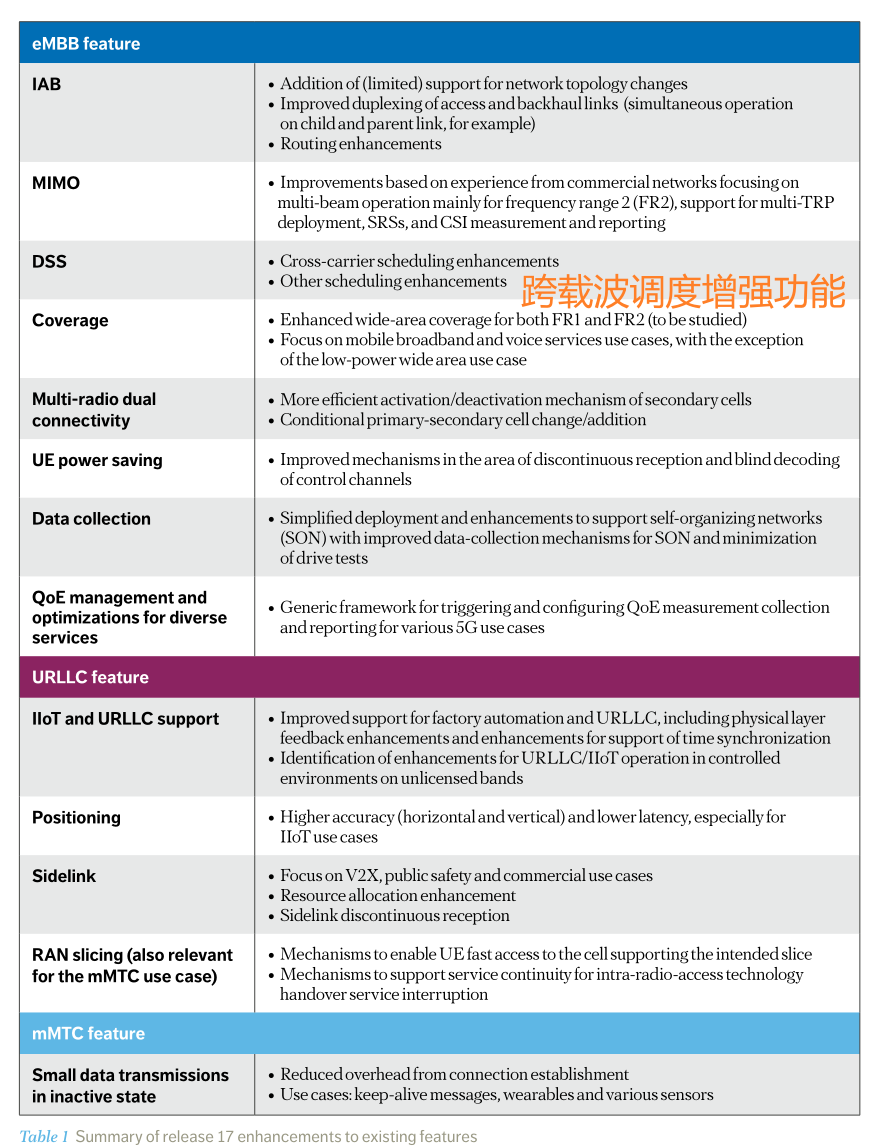 eMBB feature
IAB
• Addition of (limited) support for network topology changes
• Improved duplexing of access and backhaul links (simultaneous operation
on child and parent link, for example)
• Routing enhancements
MIMO
• Improvements based on experience from commercial networks focusing on
multi-beam operation mainly for frequency range 2 (FR2), support for multi-TRP
deployment, SRSs, and CSI measurement and reporting
DSS
• Cross-carrier scheduling enhancements
• Other scheduling enhancements
跨载波调度增强功能
Coverage
• Enhanced wide-area coverage for both FR1 and FR2 (to be studied)
• Focus on mobile broadband and voice services use cases, with the exception
of the low-power wide area use case
Multi-radio dual
connectivity
• More efficient activation/deactivation mechanism of secondary cells
• Conditional primary-secondary cell change/addition
UE power saving
• Improved mechanisms in the area of discontinuous reception and blind decoding
of control channels
Data collection
• Simplified deployment and enhancements to support self-organizing networks
(SON) with improved data-collection mechanisms for SON and minimization
of drive tests
QoE management and
optimizations for diverse
services
• Generic framework for triggering and configuring QoE measurement collection
and reporting for various 5G use cases
URLLC feature
IIoT and URLLC support
• Improved support for factory automation and URLLC, including physical layer
feedback enhancements and enhancements for support of time synchronization
• Identification of enhancements for URLLC/IIoT operation in controlled
environments on unlicensed bands
Positioning
• Higher accuracy (horizontal and vertical) and lower latency, especially for
IIoT use cases
Sidelink
• Focus on V2X, public safety and commercial use cases
• Resource allocation enhancement
• Sidelink discontinuous reception
RAN slicing (also relevant
for the mMTC use case)
• Mechanisms to enable UE fast access to the cell supporting the intended slice
• Mechanisms to support service continuity for intra-radio-access technology
handover service interruption
mMTC feature
Small data transmissions
in inactive state
• Reduced overhead from connection establishment
• Use cases: keep-alive messages, wearables and various sensors
Table 1 Summary of release 17 enhancements to existing features